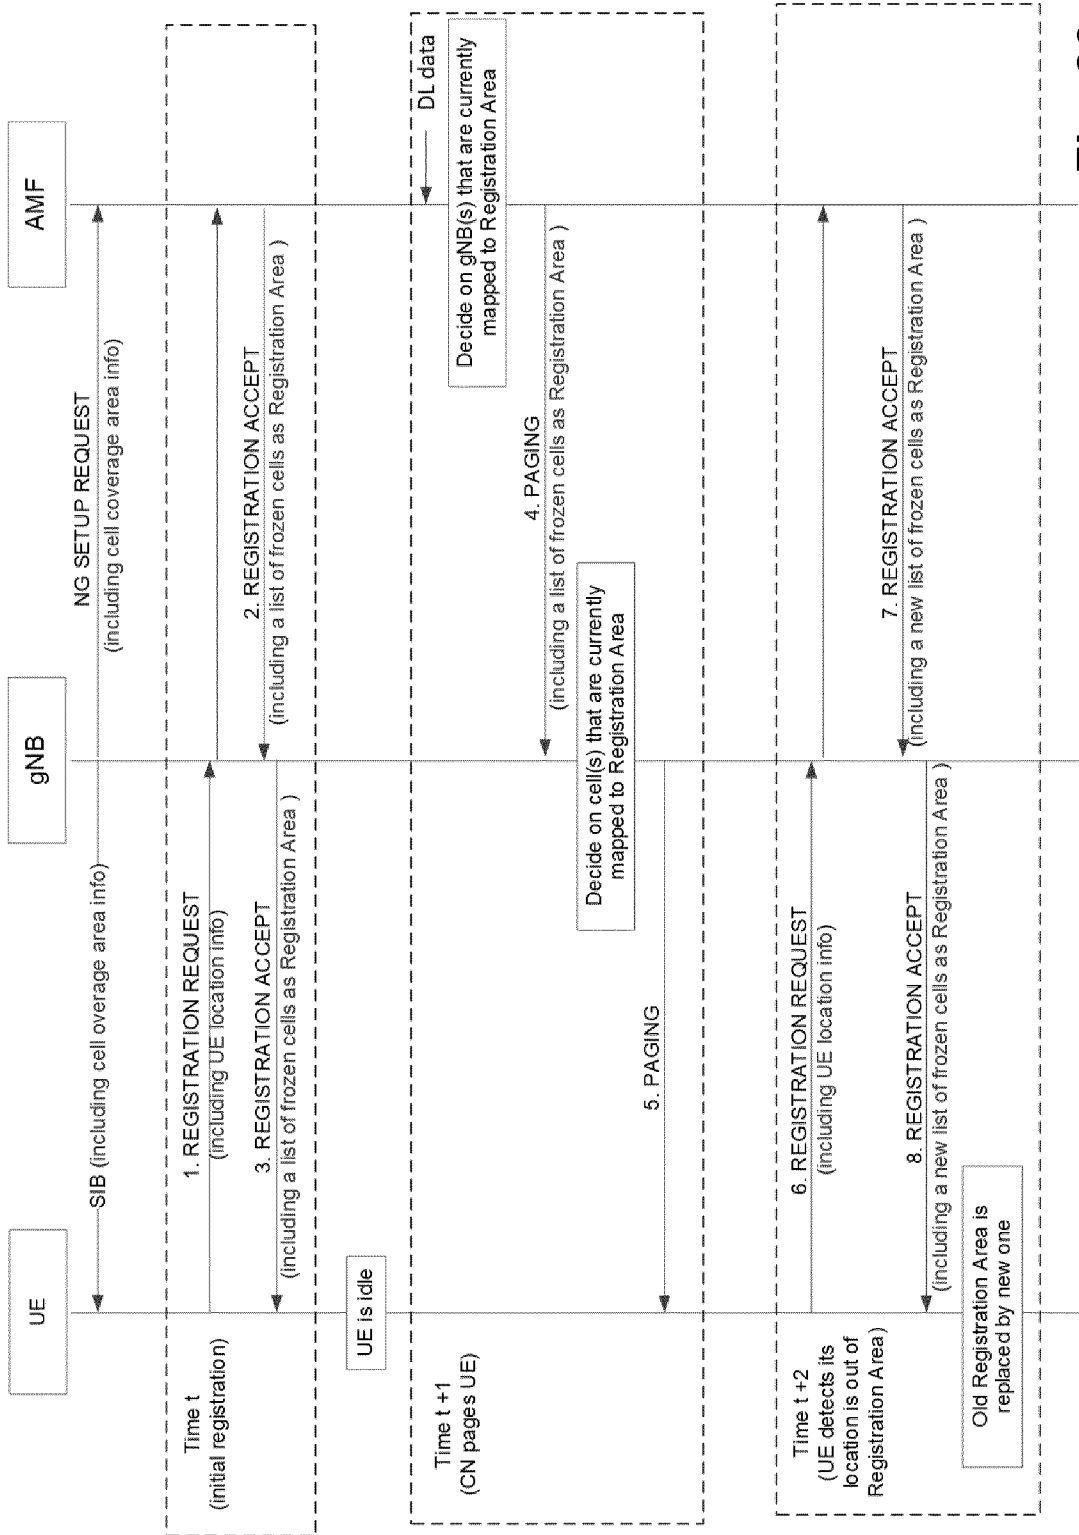 UE
gNB
AMF
SIB (including cell overage area info)
NG SETUP REQUEST
(including cell coverage area info)
Time t
(initial registration)
1. REGISTRATION REQUEST
(including UE location info)
2. REGISTRATION ACCEPT
(including a list of frozen cells as Registration Area )
3. REGISTRATION ACCEPT
(including a list of frozen cells as Registration Area )
UE is idle
Time t +1
(CN pages UE)
DL data
Decide on gNB(s) that are currently
mapped to Registration Area
4. PAGING
(including a list of frozen cells as Registration Area )
Decide on cell(s) that are currently
mapped to Registration Area
5. PAGING
Time t +2
(UE detects its
location is out of
Registration Area)
6. REGISTRATION REQUEST
(including UE location info)
7. REGISTRATION ACCEPT
(including a new list of frozen cells as Registration Area )
8. REGISTRATION ACCEPT
(including a new list of frozen cells as Registration Area )
Old Registration Area is
replaced by new one